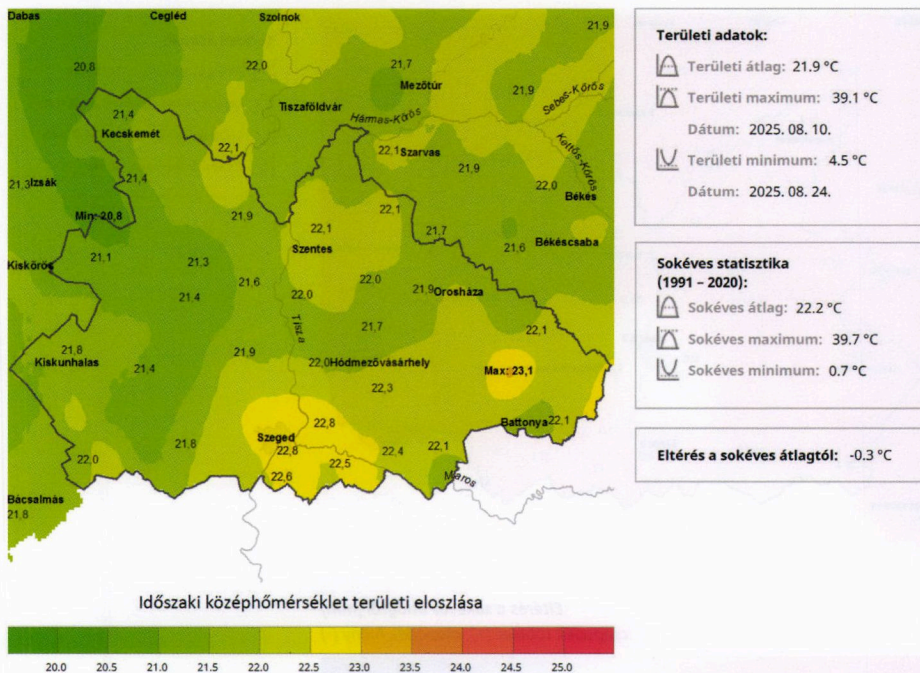 Dabas
Cegléd
Szolnok
21,9
20,8
22,0
21,7
Mezőtúr
21,9
Sebes-Körös
21,4
Kecskemét
Tiszaföldvár
Hármas-Körös
22,1
22,1
Szarvas
Kettős-Körös
21,9
21,3
Izsák
21,4
22,0
Békés
Min: 20,8
21,9
22,1
22,1
Szentes
21,7
21,6
Békéscsaba
Kiskőrös
21,1
21,3
21,6
22,0
21,4
22,0
21,9
Orosháza
Tisza
21,7
22,1
21,8
Kiskunhalas
21,4
21,9
22,0
Hódmezővásárhely
Max: 23,1
22,3
22,8
Battonya
22,1
Szeged
21,8
22,8
22,4
22,1
22,0
22,5
22,6
Maros
Bácsalmás
21,8
Időszaki középhőmérséklet területi eloszlása
20.0 20.5 21.0 21.5 22.0 22.5 23.0 23.5 24.0 24.5 25.0
Területi adatok:
Területi átlag: 21.9 °C
Területi maximum: 39.1 °C
Dátum: 2025. 08. 10.
Területi minimum: 4.5 °C
Dátum: 2025. 08. 24.
Sokéves statisztika
(1991 – 2020):
Sokéves átlag: 22.2 °C
Sokéves maximum: 39.7 °C
Sokéves minimum: 0.7 °C
Eltérés a sokéves átlagtól: -0.3 °C